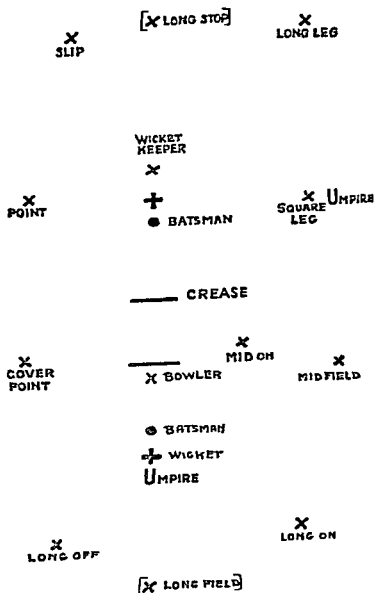 [x LONG STOP]
x
SLIP
x
LONG LEG
WICKET
KEEPER
x
x
POINT
BATSMAN
x
SQUARE
LEG
UMPIRE
CREASE
x
COVER
POINT
x BOWLER
x
MID ON
x
MIDFIELD
BATSMAN
WICKET
UMPIRE
x
LONG OFF
x
LONG ON
[x LONG FIELD]